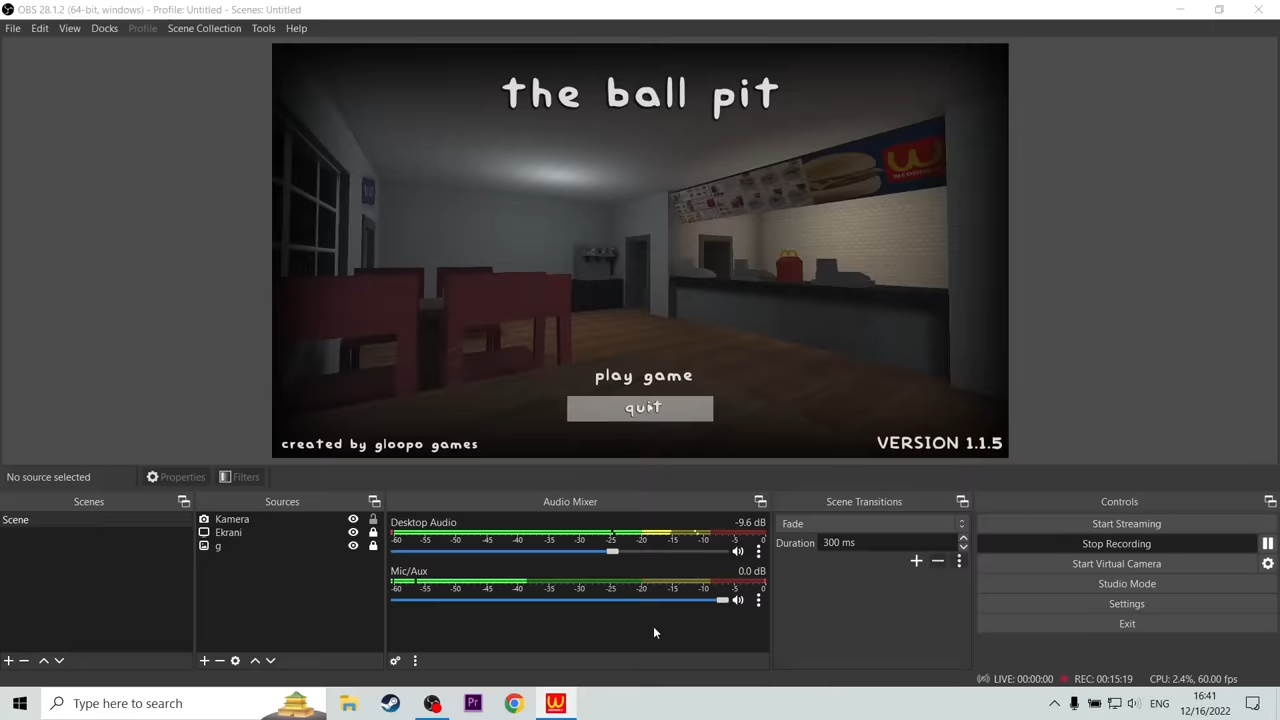 OBS 28.1.2 (64-bit, windows) - Profile: Untitled - Scenes: Untitled
File Edit View Docks Profile Scene Collection Tools Help
the ball pit
play game
quit
created by gloopo games
VERSION 1.1.5
No source selected
Properties
Filters
Scenes
Scene
Sources
Kamera
Ekrani
g
Audio Mixer
Desktop Audio
-9.6 dB
-60 -55 -50 -45 -40 -35 -30 -25 -20 -15 -10 -5 0
Mic/Aux
0.0 dB
-60 -55 -50 -45 -40 -35 -30 -25 -20 -15 -10 -5 0
Scene Transitions
Fade
Duration
300 ms
Controls
Start Streaming
Stop Recording
Start Virtual Camera
Studio Mode
Settings
Exit
LIVE: 00:00:00
REC: 00:15:19
CPU: 2.4%, 60.00 fps
Type here to search
Pr
ENG
16:41
12/16/2022